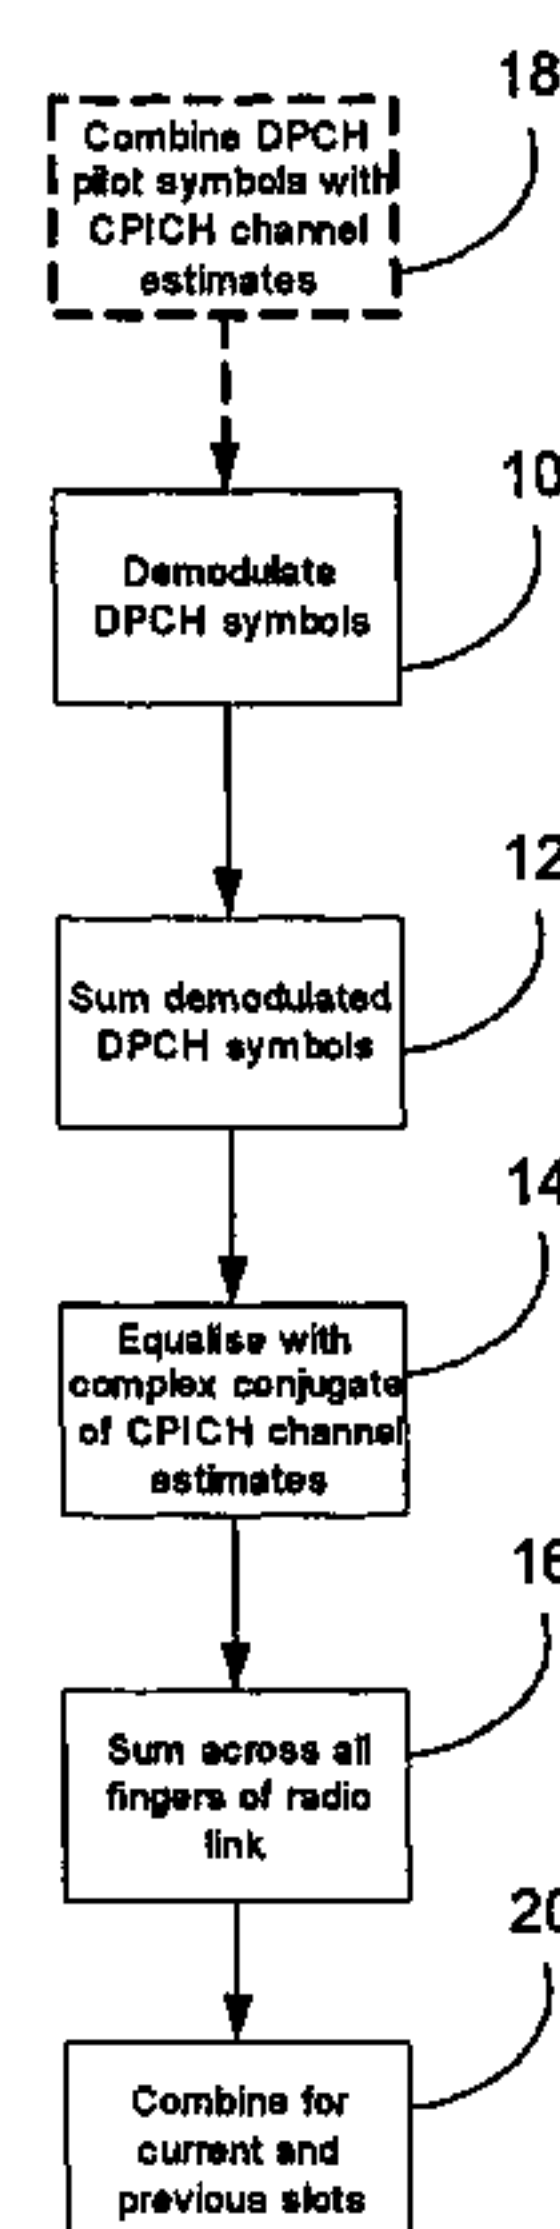 18
Combine DPCH
pilot symbols with
CPICH channel
estimates
10
Demodulate
DPCH symbols
12
Sum demodulated
DPCH symbols
14
Equalise with
complex conjugate
of CPICH channel
estimates
16
Sum across all
fingers of radio
link
20
Combine for
current and
previous slots